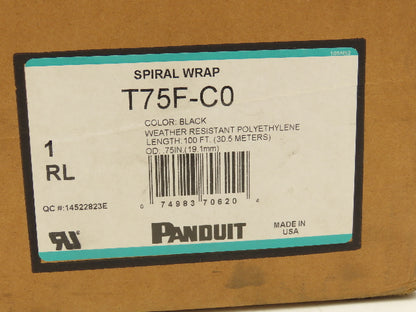 SPIRAL WRAP
T75F-C0
COLOR: BLACK
WEATHER RESISTANT POLYETHYLENE
LENGTH: 100 FT. (30.5 METERS)
OD: .75IN. (19.1mm)
1
RL
0 74983 70620 4
QC #:14522823E
PANDUIT
MADE IN
USA